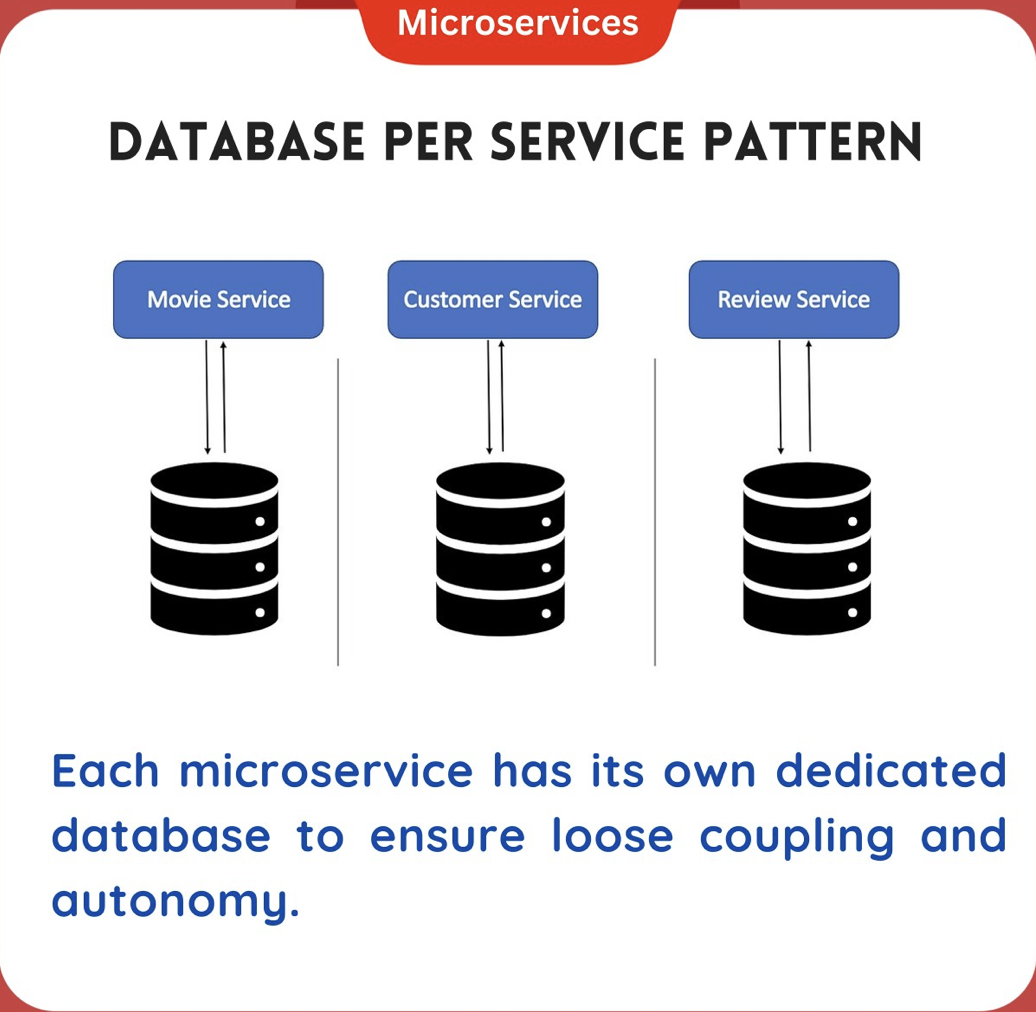 Microservices
DATABASE PER SERVICE PATTERN
Movie Service
Customer Service
Review Service
Each microservice has its own dedicated
database to ensure loose coupling and
autonomy.